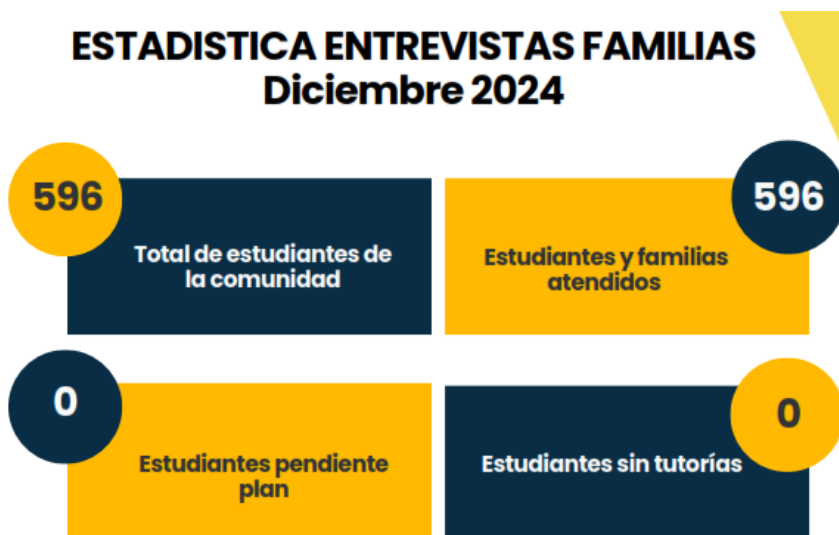 ESTADISTICA ENTREVISTAS FAMILIAS
Diciembre 2024
596
Total de estudiantes de
la comunidad
596
Estudiantes y familias
atendidos
0
Estudiantes pendiente
plan
0
Estudiantes sin tutorías